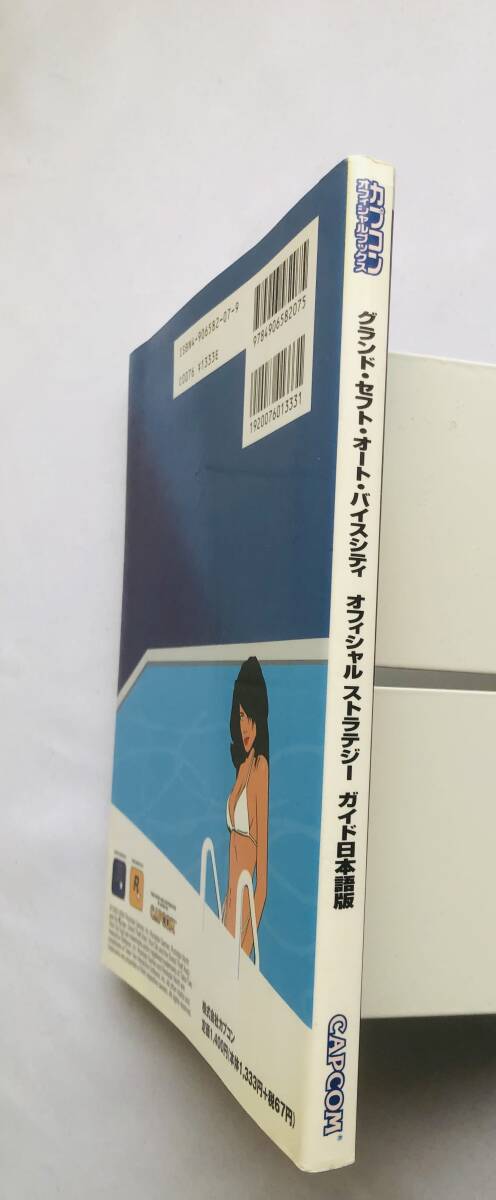 カプコン
オフィシャルブックス
グランド・セフト・オート・バイスシティ オフィシャル ストラテジー ガイド日本語版
CAPCOM®
ISBN4-906582-07-9
C0076 ¥1333E
9784906582075
1920076013331
R
CAPCOM
株式会社カプコン
定価1,400円(本体1,333円+税67円)